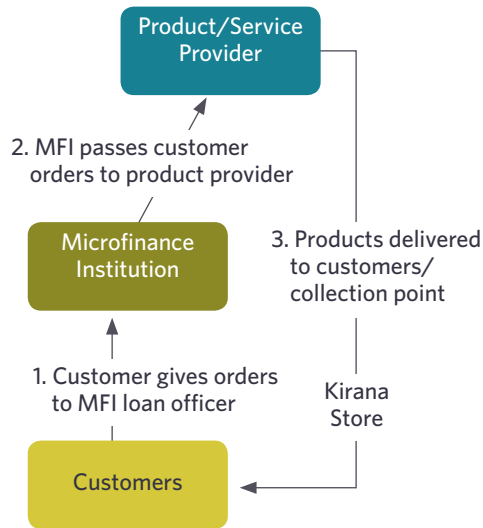 Product/Service
Provider
2. MFI passes customer
orders to product provider
Microfinance
Institution
3. Products delivered
to customers/
collection point
1. Customer gives orders
to MFI loan officer
Kirana
Store
Customers